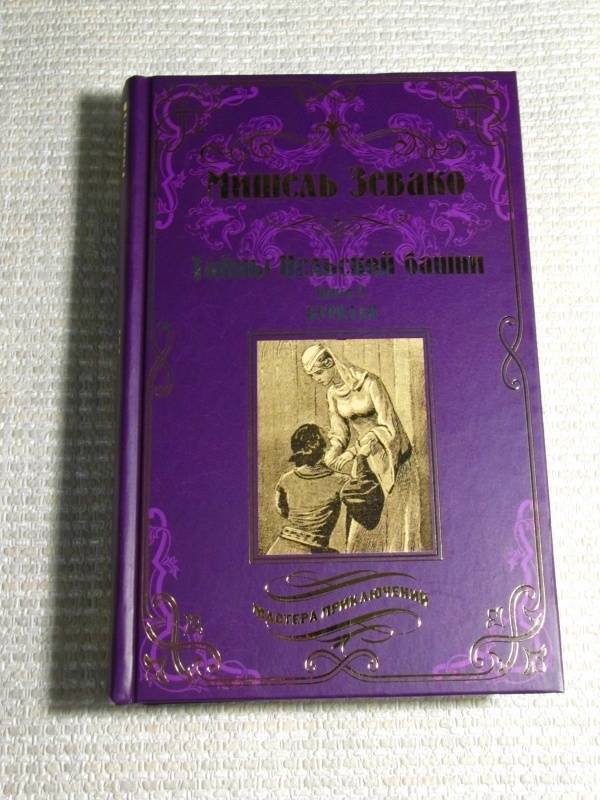 Мишель Зевако
Тайны Нельской башни
БУРИДАН
МАСТЕРА ПРИКЛЮЧЕНИЙ